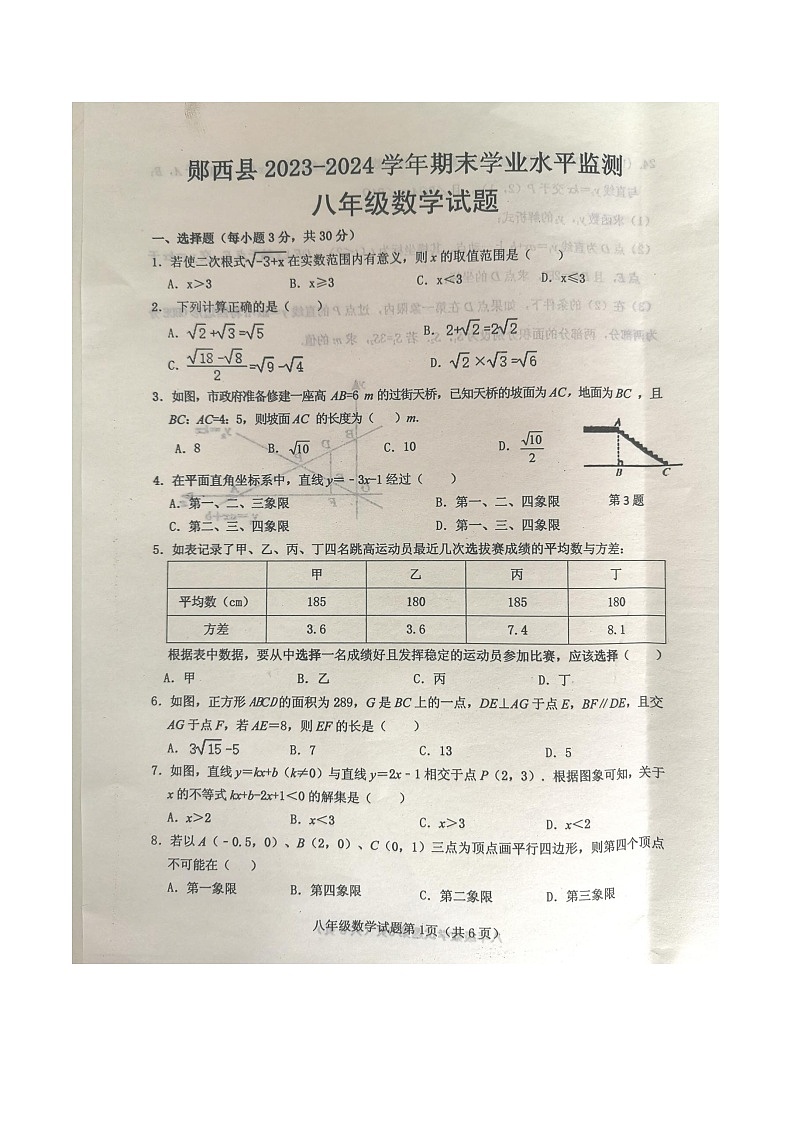 郧西县 2023-2024 学年期末学业水平监测
八年级数学试题
一、选择题（每小题 3 分，共 30 分）
1. 若使二次根式√-3+x 在实数范围内有意义，则 x 的取值范围是（ ）
A. x＞3 B. x≥3 C. x＜3 D. x≤3
2. 下列计算正确的是（ ）
A. √2+√3=√5 B. 2+√2=2√2
C. (√18-√8)/2=√9-√4 D. √2×√3=√6
3. 如图，市政府准备修建一座高 AB=6 m 的过街天桥，已知天桥的坡面为 AC，地面为 BC ，且
BC：AC=4：5，则坡面 AC 的长度为（ ）m.
A. 8 B. √10 C. 10 D. √10/2
A
B C
4. 在平面直角坐标系中，直线 y＝﹣3x-1 经过（ ）
A. 第一、二、三象限 B. 第一、二、四象限 第 3 题
C. 第二、三、四象限 D. 第一、三、四象限
5. 如表记录了甲、乙、丙、丁四名跳高运动员最近几次选拔赛成绩的平均数与方差：
甲 乙 丙 丁
平均数（cm） 185 180 185 180
方差 3.6 3.6 7.4 8.1
根据表中数据，要从中选择一名成绩好且发挥稳定的运动员参加比赛，应该选择（ ）
A. 甲 B. 乙 C. 丙 D. 丁
6. 如图，正方形 ABCD 的面积为 289，G 是 BC 上的一点，DE⊥AG 于点 E，BF∥DE，且交
AG 于点 F，若 AE＝8，则 EF 的长是（ ）
A. 3√15-5 B. 7 C. 13 D. 5
7. 如图，直线 y＝kx+b（k≠0）与直线 y＝2x﹣1 相交于点 P（2，3）. 根据图象可知，关于
x 的不等式 kx+b-2x+1＜0 的解集是（ ）
A. x＞2 B. x＜3 C. x＞3 D. x＜2
8. 若以 A（﹣0.5，0）、B（2，0）、C（0，1）三点为顶点画平行四边形，则第四个顶点
不可能在（ ）
A. 第一象限 B. 第四象限 C. 第二象限 D. 第三象限
八年级数学试题第 1页（共 6 页）